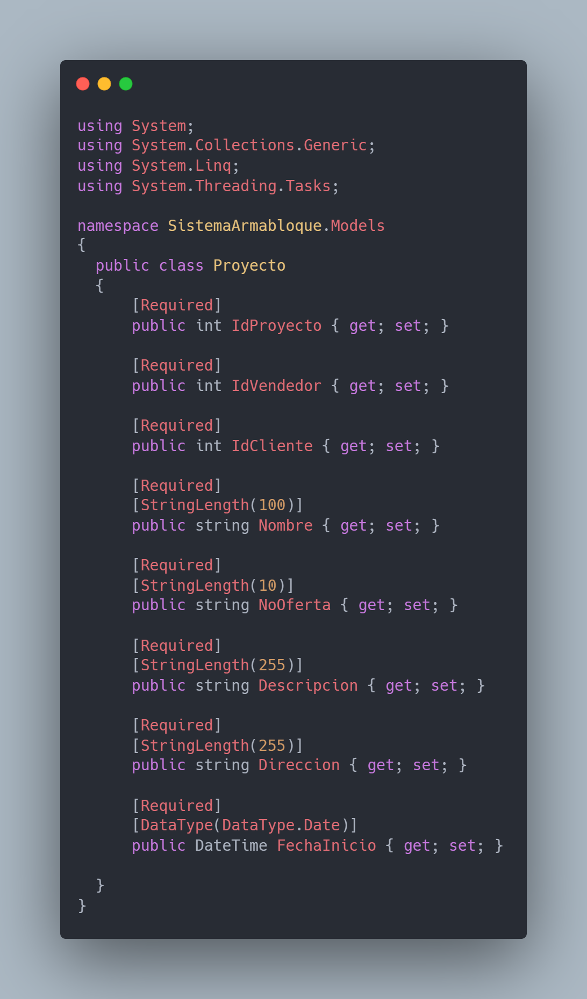 using System;
using System.Collections.Generic;
using System.Linq;
using System.Threading.Tasks;

namespace SistemaArmabloque.Models
{
  public class Proyecto
  {
      [Required]
      public int IdProyecto { get; set; }

      [Required]
      public int IdVendedor { get; set; }

      [Required]
      public int IdCliente { get; set; }

      [Required]
      [StringLength(100)]
      public string Nombre { get; set; }

      [Required]
      [StringLength(10)]
      public string NoOferta { get; set; }

      [Required]
      [StringLength(255)]
      public string Descripcion { get; set; }

      [Required]
      [StringLength(255)]
      public string Direccion { get; set; }

      [Required]
      [DataType(DataType.Date)]
      public DateTime FechaInicio { get; set; }

  }
}